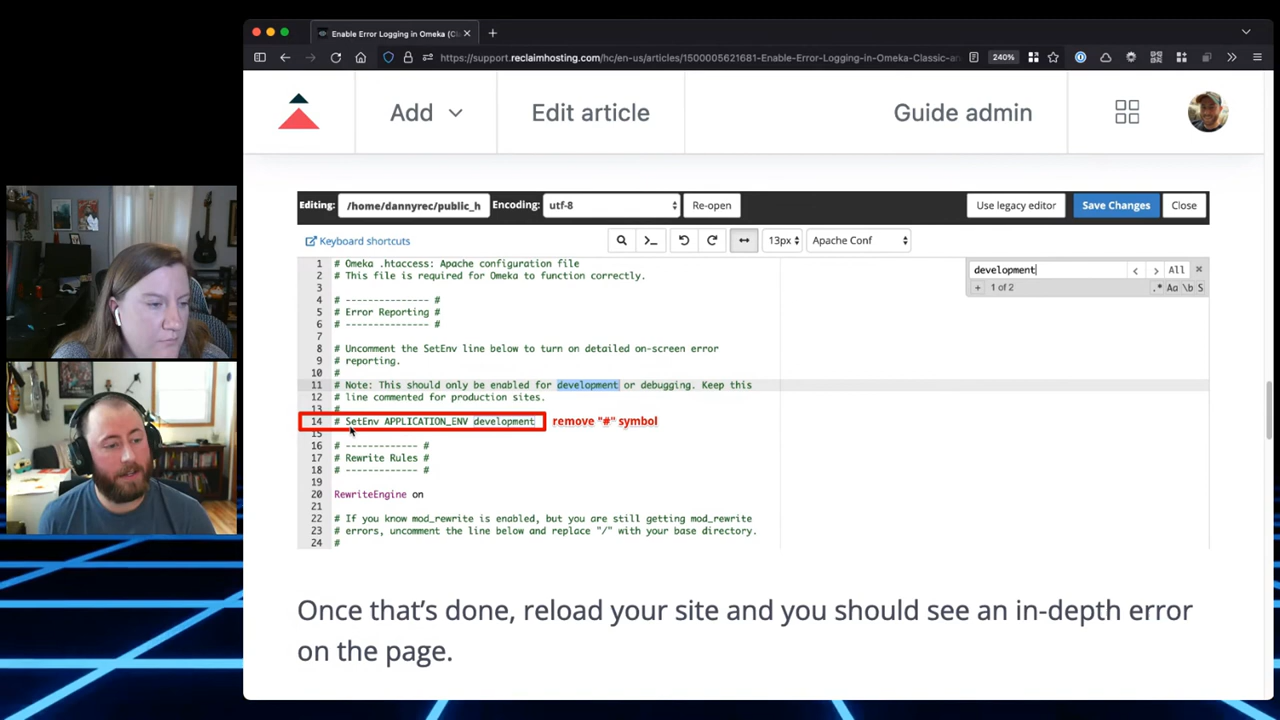 Enable Error Logging in Omeka (Cl
https://support.reclaimhosting.com/hc/en-us/articles/1500005621681-Enable-Error-Logging-in-Omeka-Classic-an
240%
Add
Edit article
Guide admin
Editing: /home/dannyrec/public_h Encoding: utf-8 Re-open Use legacy editor Save Changes Close
Keyboard shortcuts 13px Apache Conf
development All
+ 1 of 2 .* Aa \b S
1 # Omeka .htaccess: Apache configuration file
2 # This file is required for Omeka to function correctly.
3
4 # --------------- #
5 # Error Reporting #
6 # --------------- #
7
8 # Uncomment the SetEnv line below to turn on detailed on-screen error
9 # reporting.
10 #
11 # Note: This should only be enabled for development or debugging. Keep this
12 # line commented for production sites.
13 #
14 # SetEnv APPLICATION_ENV development remove "#" symbol
15
16 # ------------- #
17 # Rewrite Rules #
18 # ------------- #
19
20 RewriteEngine on
21
22 # If you know mod_rewrite is enabled, but you are still getting mod_rewrite
23 # errors, uncomment the line below and replace "/" with your base directory.
24 #
Once that's done, reload your site and you should see an in-depth error
on the page.